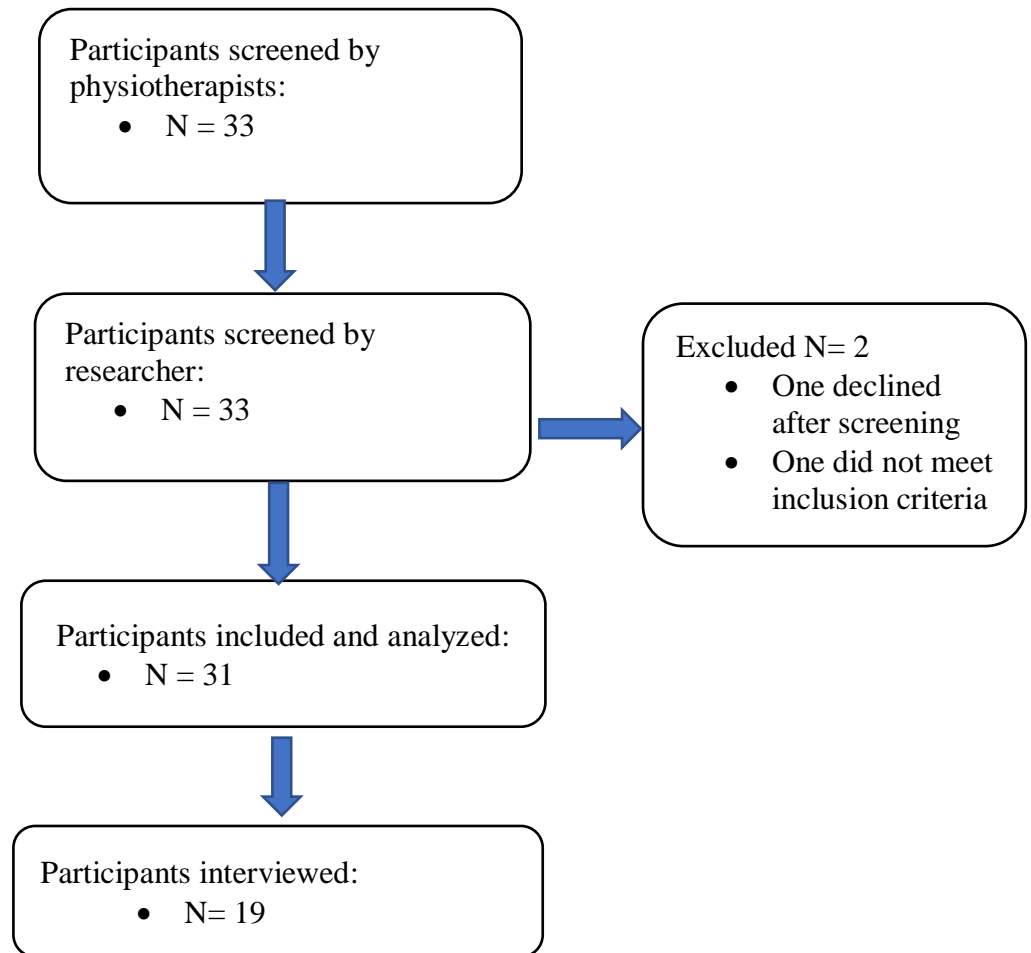 Participants screened by
physiotherapists:
• N = 33
Participants screened by
researcher:
• N = 33
Excluded N= 2
• One declined
after screening
• One did not meet
inclusion criteria
Participants included and analyzed:
• N = 31
Participants interviewed:
• N= 19